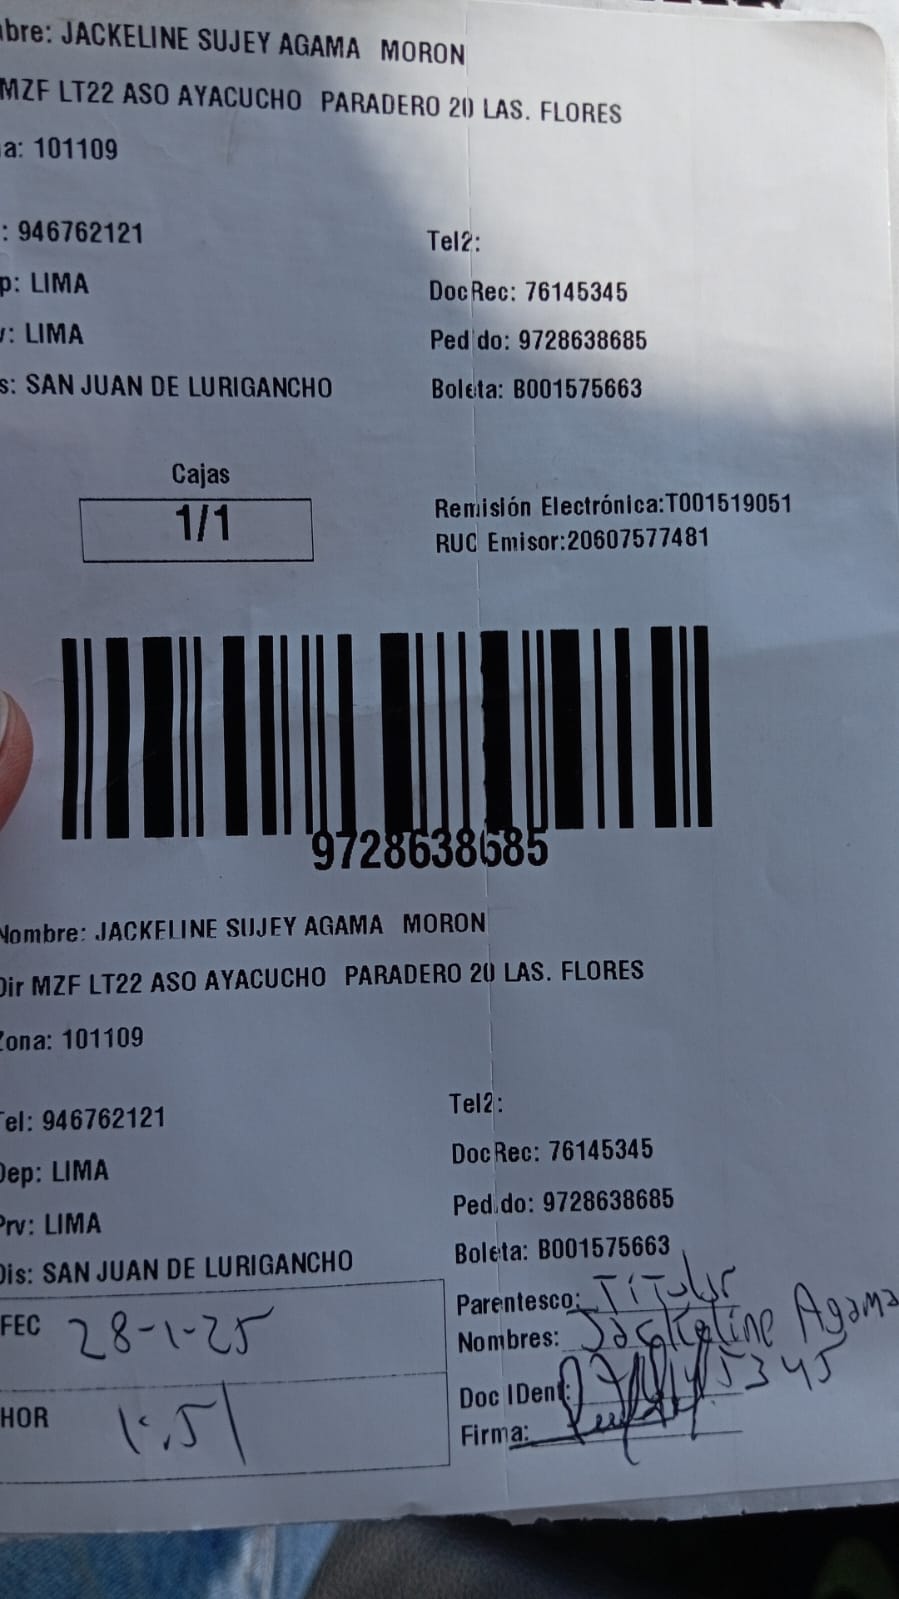 bre: JACKELINE SUJEY AGAMA MORON
MZF LT22 ASO AYACUCHO PARADERO 20 LAS. FLORES
a: 101109
: 946762121
Tel2:
p: LIMA
DocRec: 76145345
v: LIMA
Pedido: 9728638685
s: SAN JUAN DE LURIGANCHO
Boleta: B001575663
Cajas
1/1
Remisión Electrónica:T001519051
RUC Emisor:20607577481
9728638685
Nombre: JACKELINE SUJEY AGAMA MORON
Dir MZF LT22 ASO AYACUCHO PARADERO 20 LAS. FLORES
Zona: 101109
Tel: 946762121
Tel2:
Dep: LIMA
DocRec: 76145345
Prv: LIMA
Pedido: 9728638685
Dis: SAN JUAN DE LURIGANCHO
Boleta: B001575663
FEC 28-1-25
Parentesco: Titular
Nombres: Jackeline Agama
HOR 1:51
Doc IDent:
Firma: